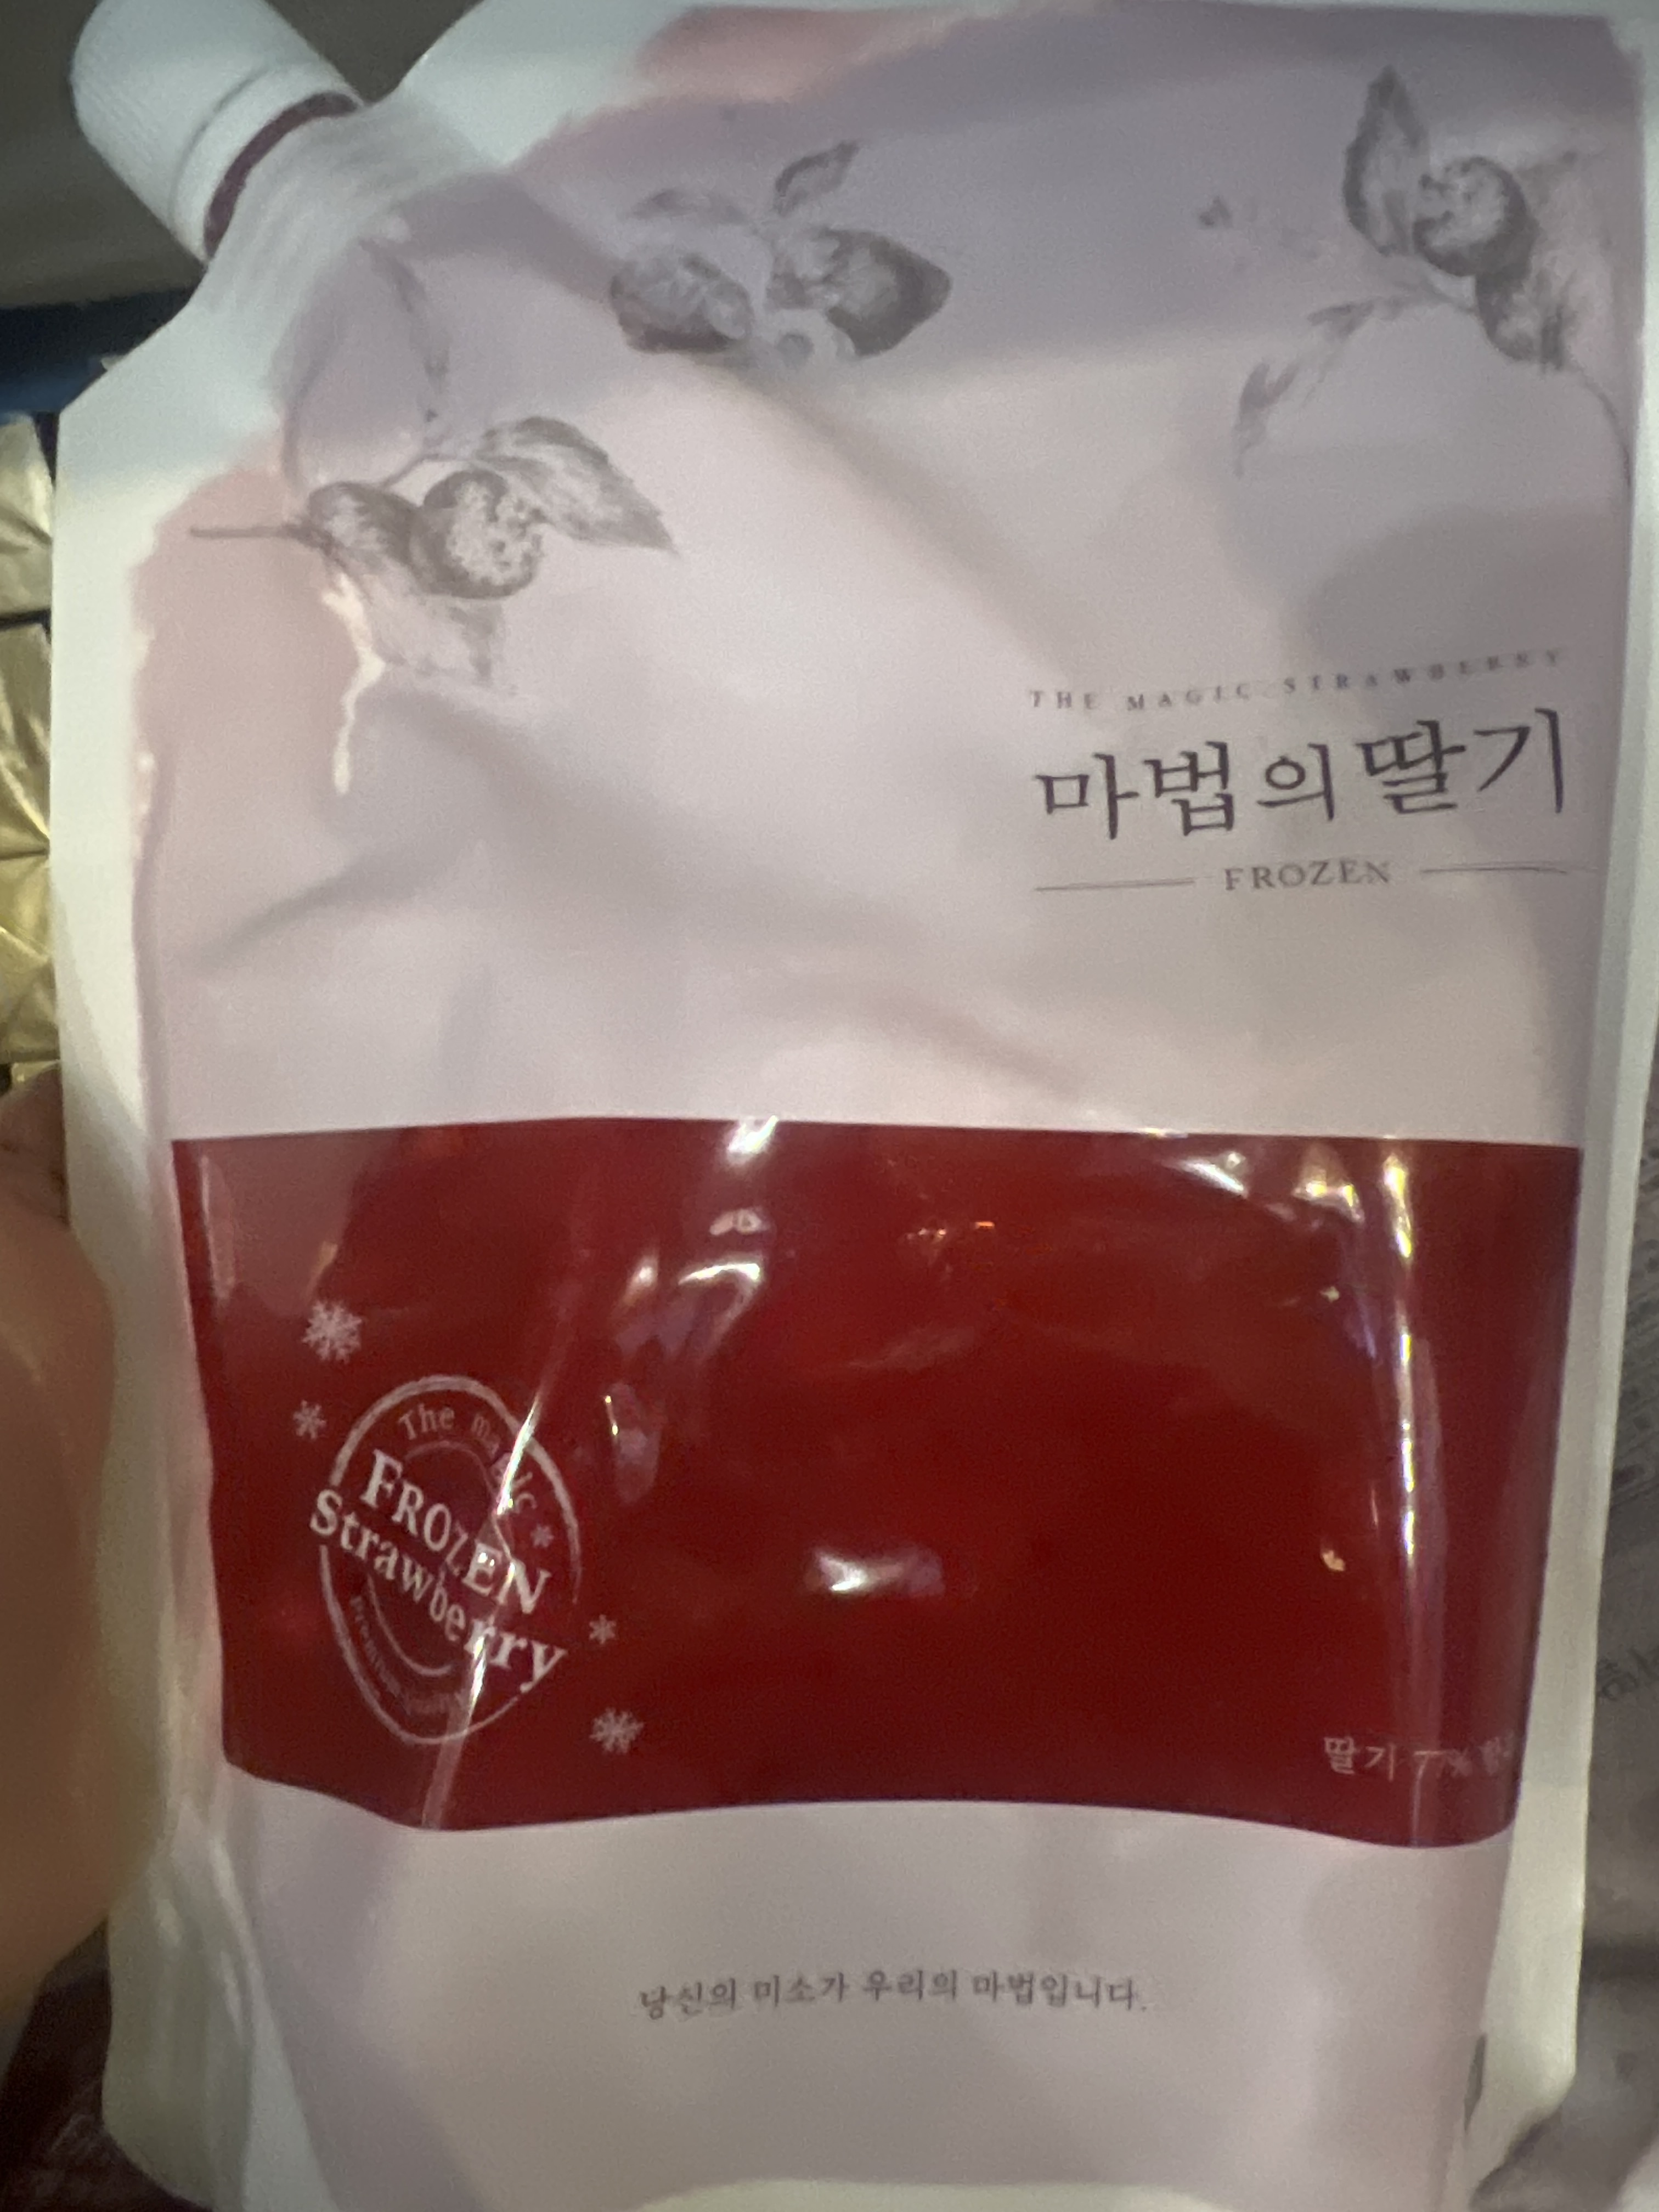 THE MAGIC STRAWBERRY
마법의딸기
FROZEN
The magic
FROZEN
Strawberry
딸기 77%
당신의 미소가 우리의 마법입니다.